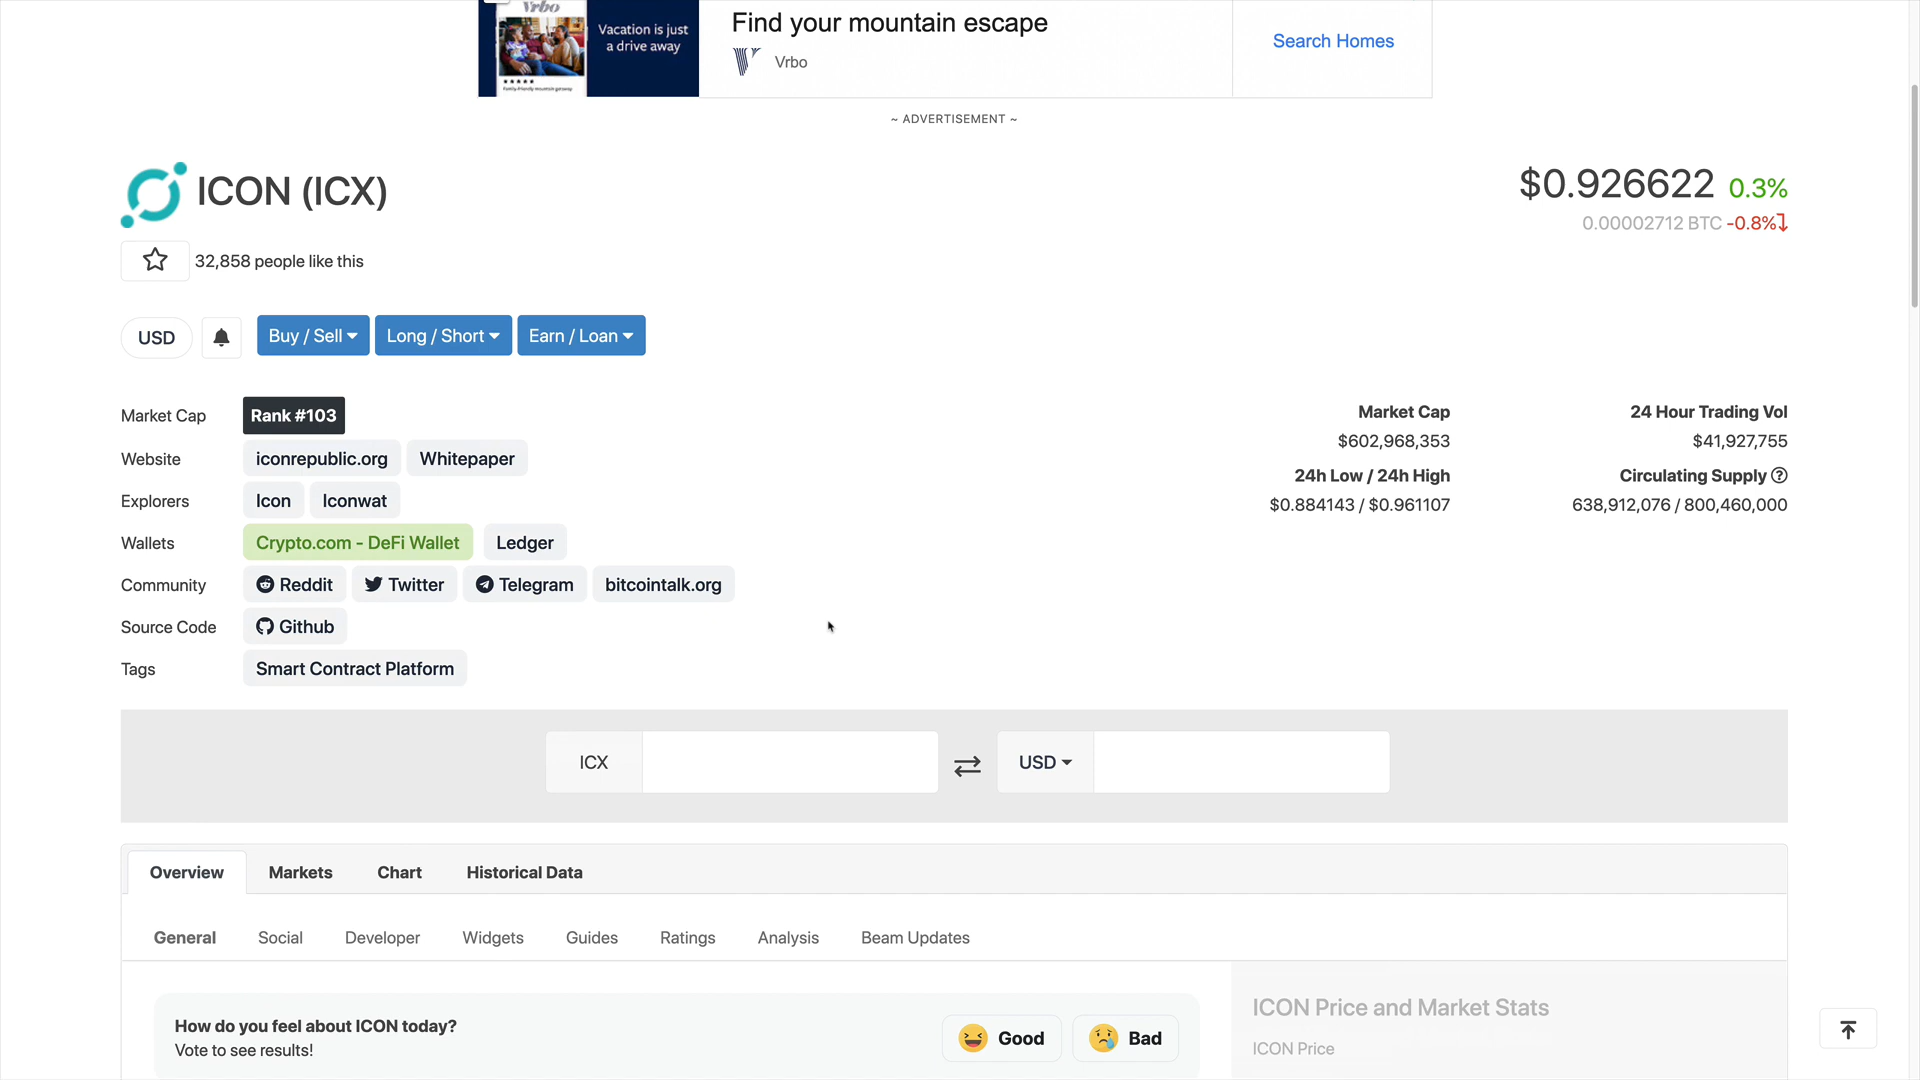 Vrbo
Vacation is just
a drive away
Family-friendly mountain getaway
Find your mountain escape
Vrbo
Search Homes
~ ADVERTISEMENT ~
ICON (ICX)
$0.926622 0.3%
0.00002712 BTC -0.8%
32,858 people like this
USD
Buy / Sell
Long / Short
Earn / Loan
Market Cap Rank #103
Website iconrepublic.org Whitepaper
Explorers Icon Iconwat
Wallets Crypto.com - DeFi Wallet Ledger
Community Reddit Twitter Telegram bitcointalk.org
Source Code Github
Tags Smart Contract Platform
Market Cap
$602,968,353
24h Low / 24h High
$0.884143 / $0.961107
24 Hour Trading Vol
$41,927,755
Circulating Supply
638,912,076 / 800,460,000
ICX
USD
Overview Markets Chart Historical Data
General Social Developer Widgets Guides Ratings Analysis Beam Updates
How do you feel about ICON today?
Vote to see results!
Good
Bad
ICON Price and Market Stats
ICON Price